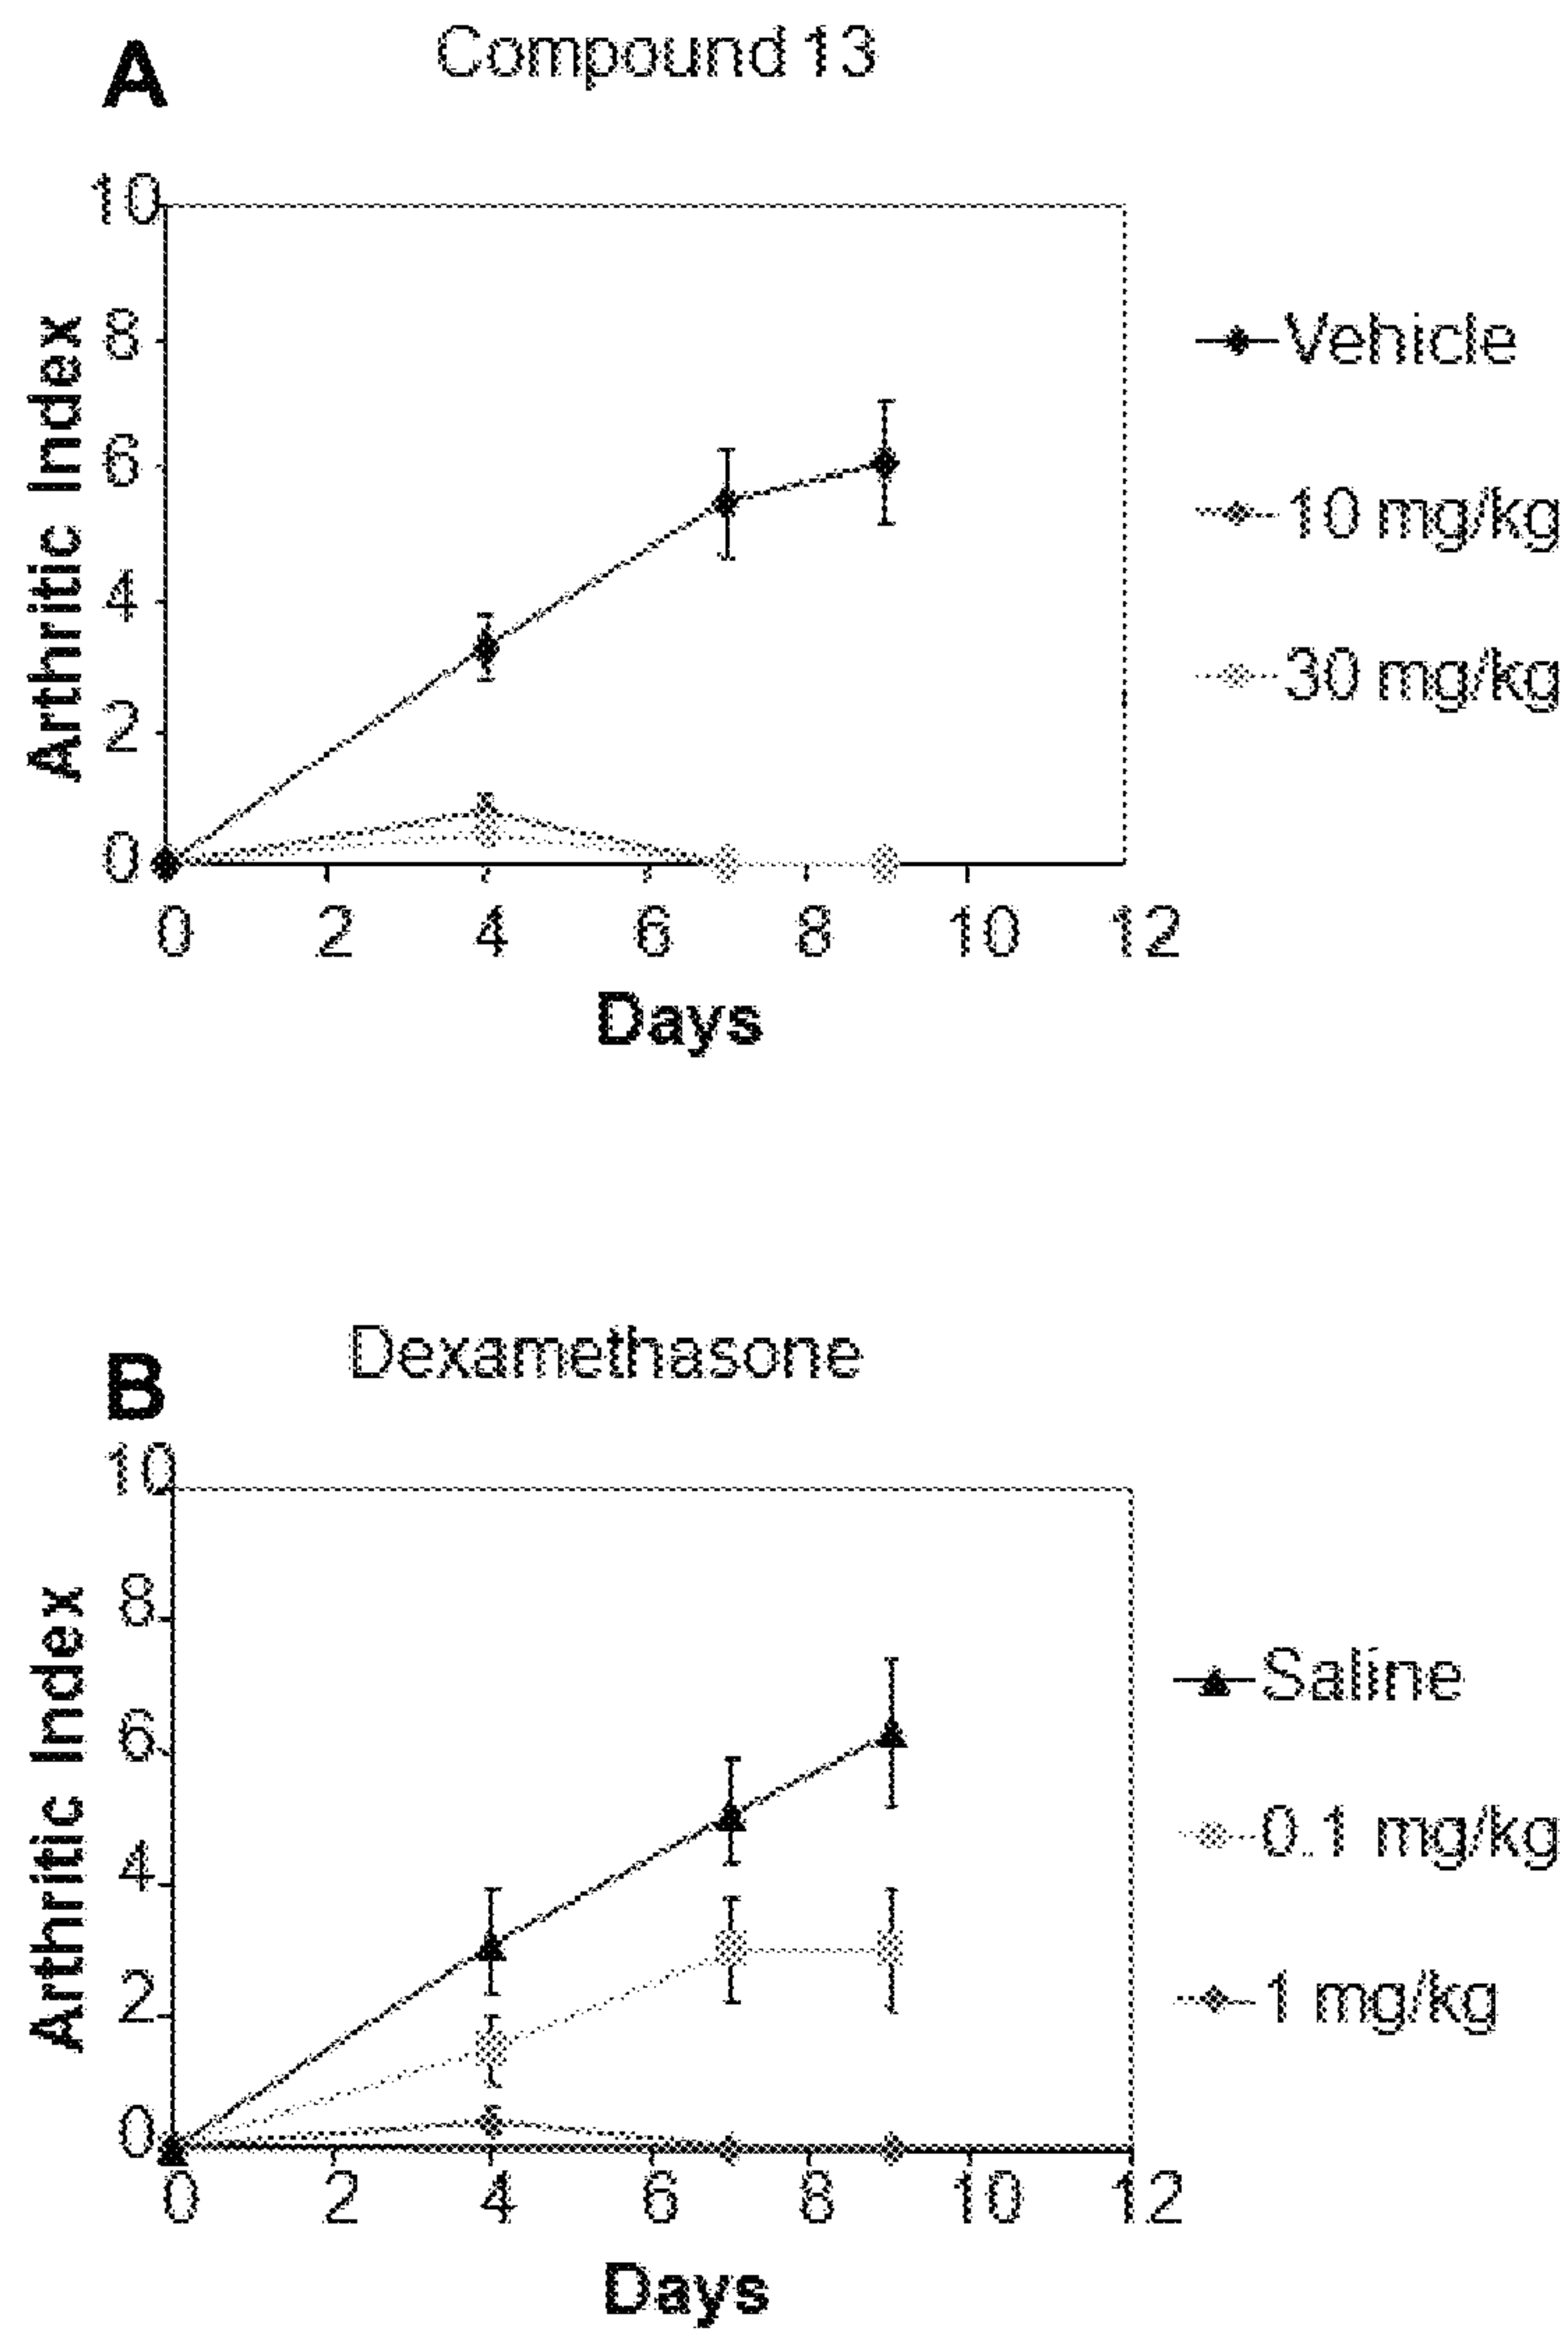 A
Compound 13
10
8
6
4
2
0
Arthritic Index
0 2 4 6 8 10 12
Days
Vehicle
10 mg/kg
30 mg/kg
B
Dexamethasone
10
8
6
4
2
0
Arthritic Index
0 2 4 6 8 10 12
Days
Saline
0.1 mg/kg
1 mg/kg